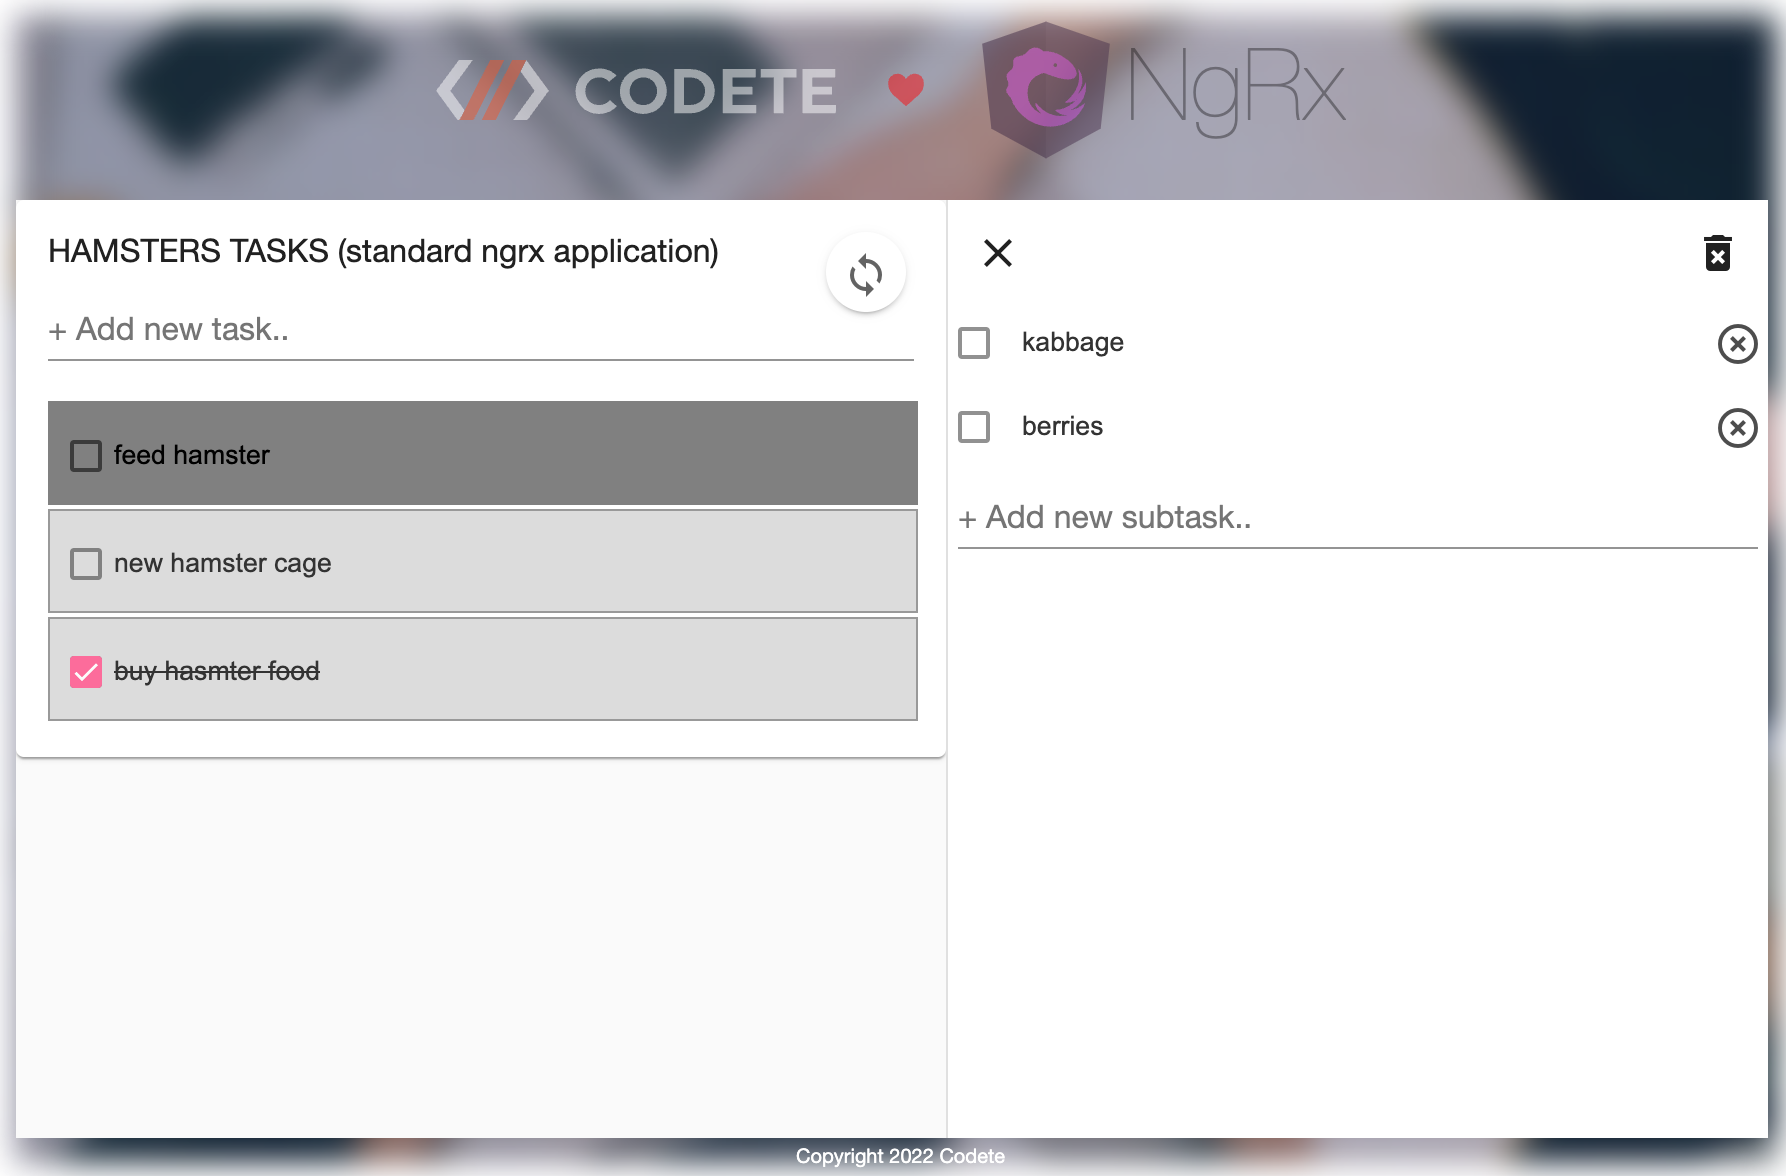 CODETE
NgRx
HAMSTERS TASKS (standard ngrx application)
+ Add new task..
feed hamster
new hamster cage
buy hasmter food
kabbage
berries
+ Add new subtask..
Copyright 2022 Codete